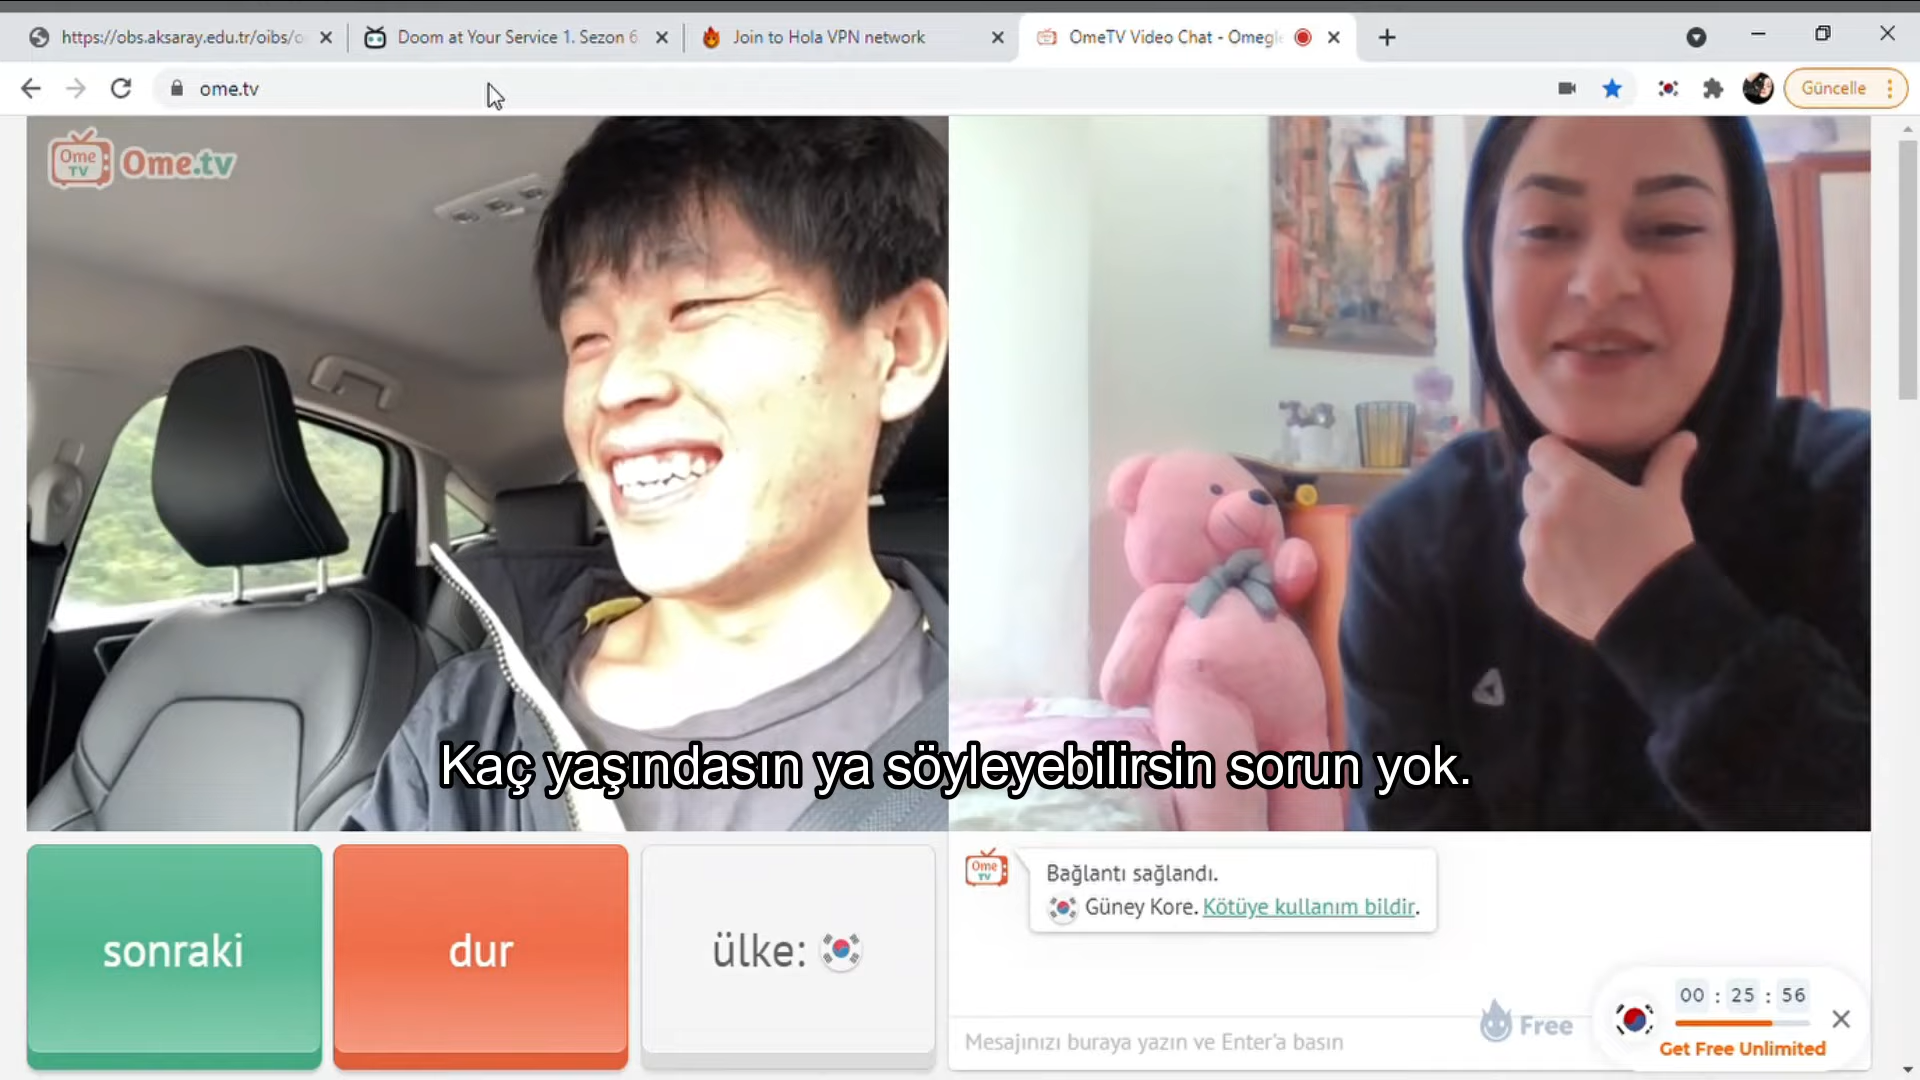 https://obs.aksaray.edu.tr/oibs/o
Doom at Your Service 1. Sezon 6
Join to Hola VPN network
OmeTV Video Chat - Omegl
ome.tv
Güncelle
Ome TV Ome.tv
Kaç yaşındasın ya söyleyebilirsin sorun yok.
sonraki
dur
ülke:
Ome TV
Bağlantı sağlandı.
Güney Kore. Kötüye kullanım bildir.
Mesajınızı buraya yazın ve Enter'a basın
Free
00 : 25 : 56
Get Free Unlimited